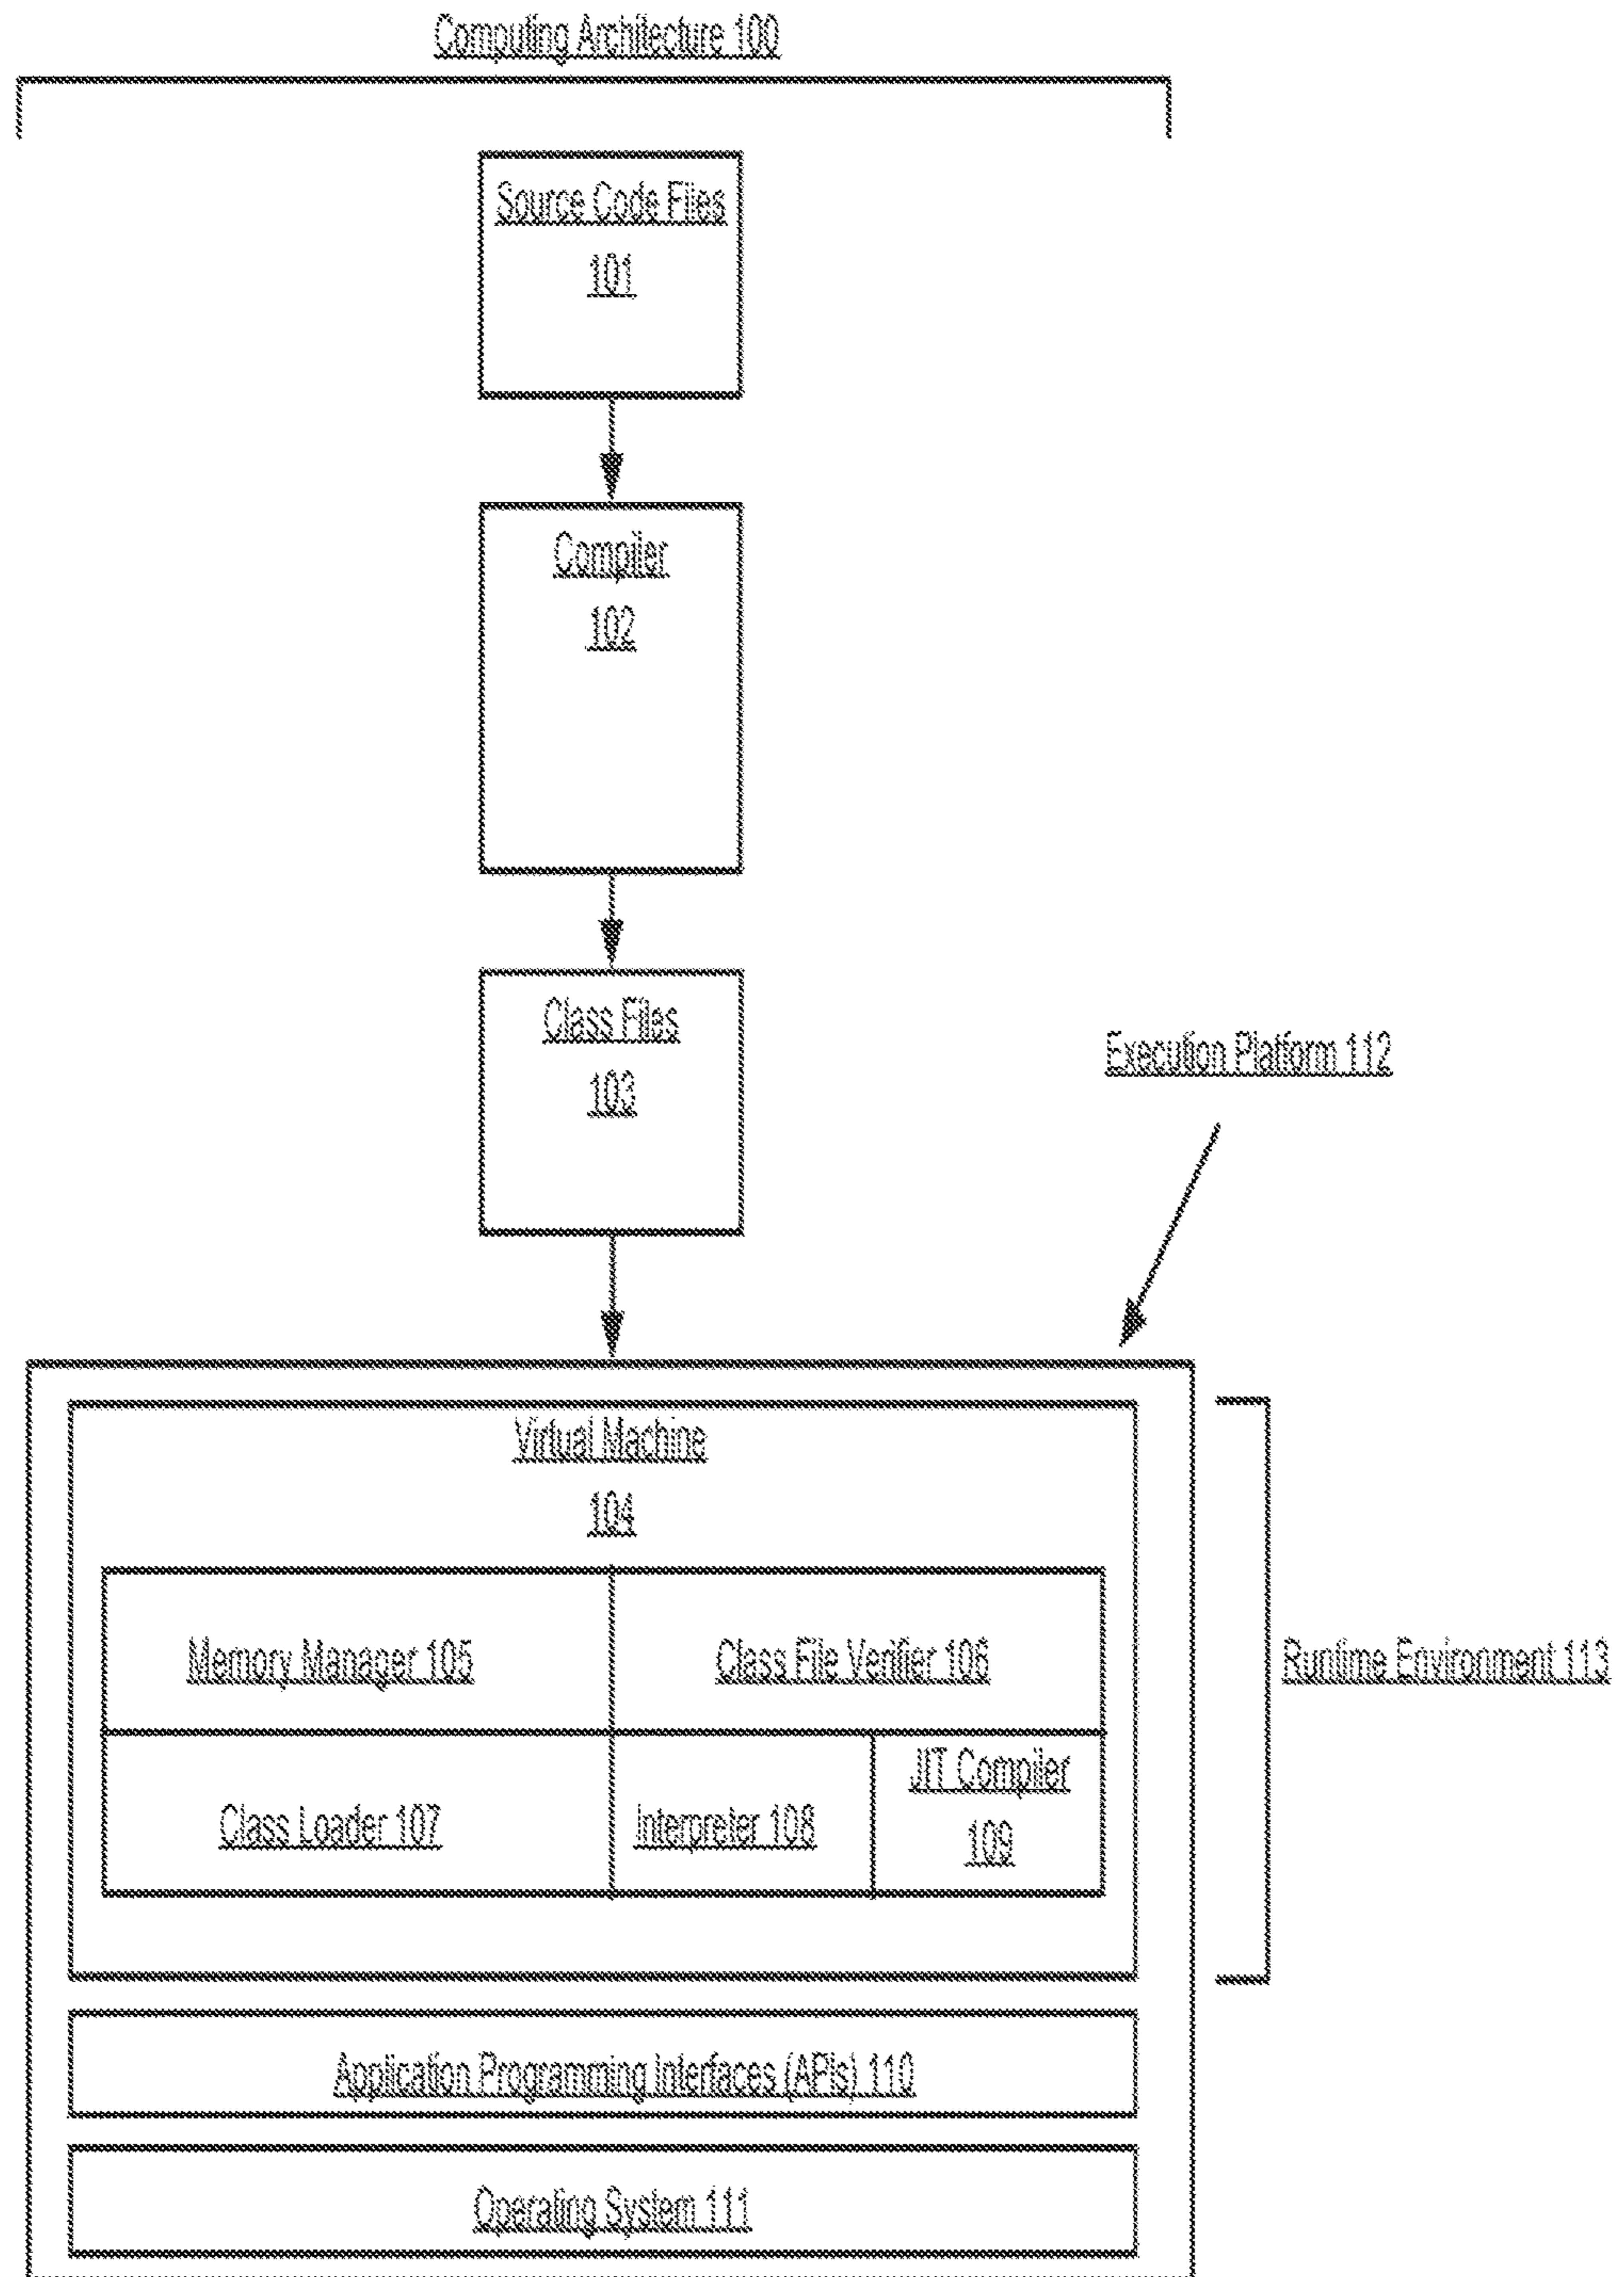 Computing Architecture 100
Source Code Files
101
Compiler
102
Class Files
103
Execution Platform 112
Virtual Machine
104
Memory Manager 105
Class File Verifier 106
Runtime Environment 113
Class Loader 107
Interpreter 108
JIT Compiler
109
Application Programming Interfaces (APIs) 110
Operating System 111